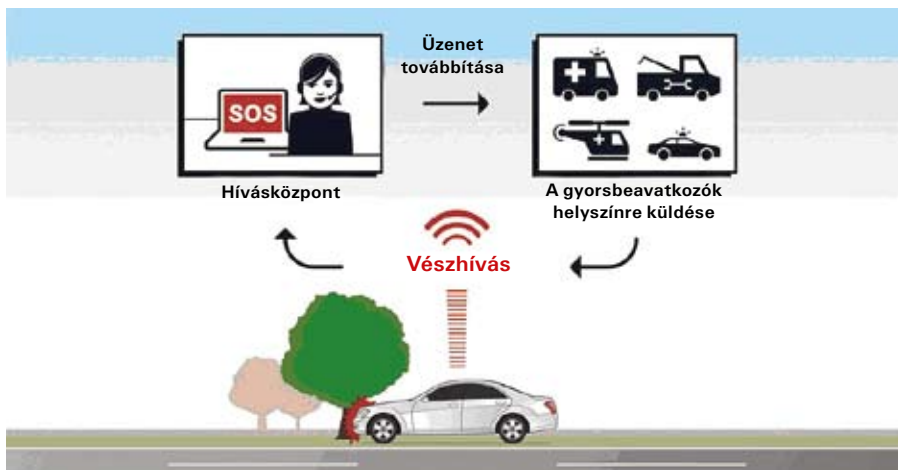 Üzenet
továbbítása
SOS
Hívásközpont
A gyorsbeavatkozók
helyszínre küldése
Vészhívás